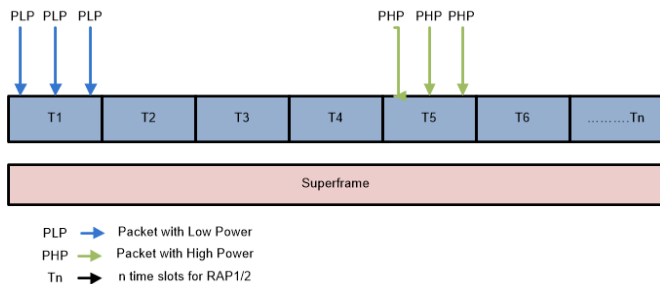 PLP PLP PLP PHP PHP PHP
T1 T2 T3 T4 T5 T6 ..........Tn
Superframe
PLP Packet with Low Power
PHP Packet with High Power
Tn n time slots for RAP1/2